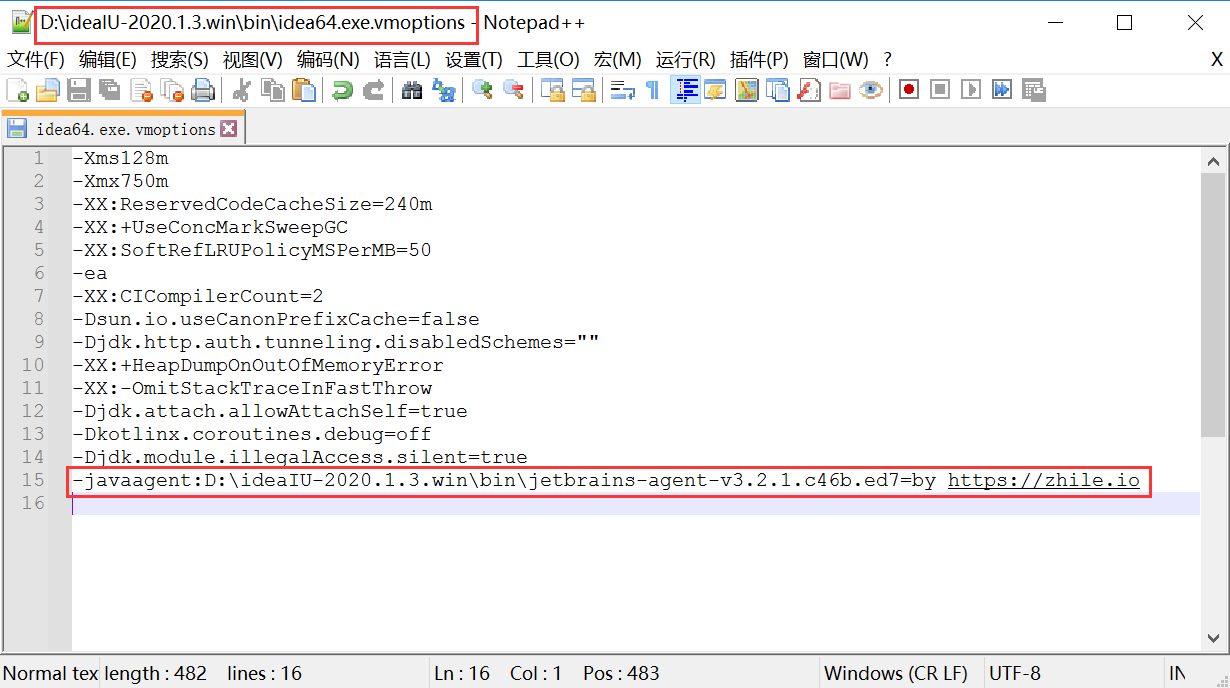 D:\ideaIU-2020.1.3.win\bin\idea64.exe.vmoptions - Notepad++
文件(F) 编辑(E) 搜索(S) 视图(V) 编码(N) 语言(L) 设置(T) 工具(O) 宏(M) 运行(R) 插件(P) 窗口(W) ? X
idea64.exe.vmoptions
1 -Xms128m
2 -Xmx750m
3 -XX:ReservedCodeCacheSize=240m
4 -XX:+UseConcMarkSweepGC
5 -XX:SoftRefLRUPolicyMSPerMB=50
6 -ea
7 -XX:CICompilerCount=2
8 -Dsun.io.useCanonPrefixCache=false
9 -Djdk.http.auth.tunneling.disabledSchemes=""
10 -XX:+HeapDumpOnOutOfMemoryError
11 -XX:-OmitStackTraceInFastThrow
12 -Djdk.attach.allowAttachSelf=true
13 -Dkotlinx.coroutines.debug=off
14 -Djdk.module.illegalAccess.silent=true
15 -javaagent:D:\ideaIU-2020.1.3.win\bin\jetbrains-agent-v3.2.1.c46b.ed7=by https://zhile.io
16
Normal tex length : 482 lines : 16 Ln : 16 Col : 1 Pos : 483 Windows (CR LF) UTF-8 IN